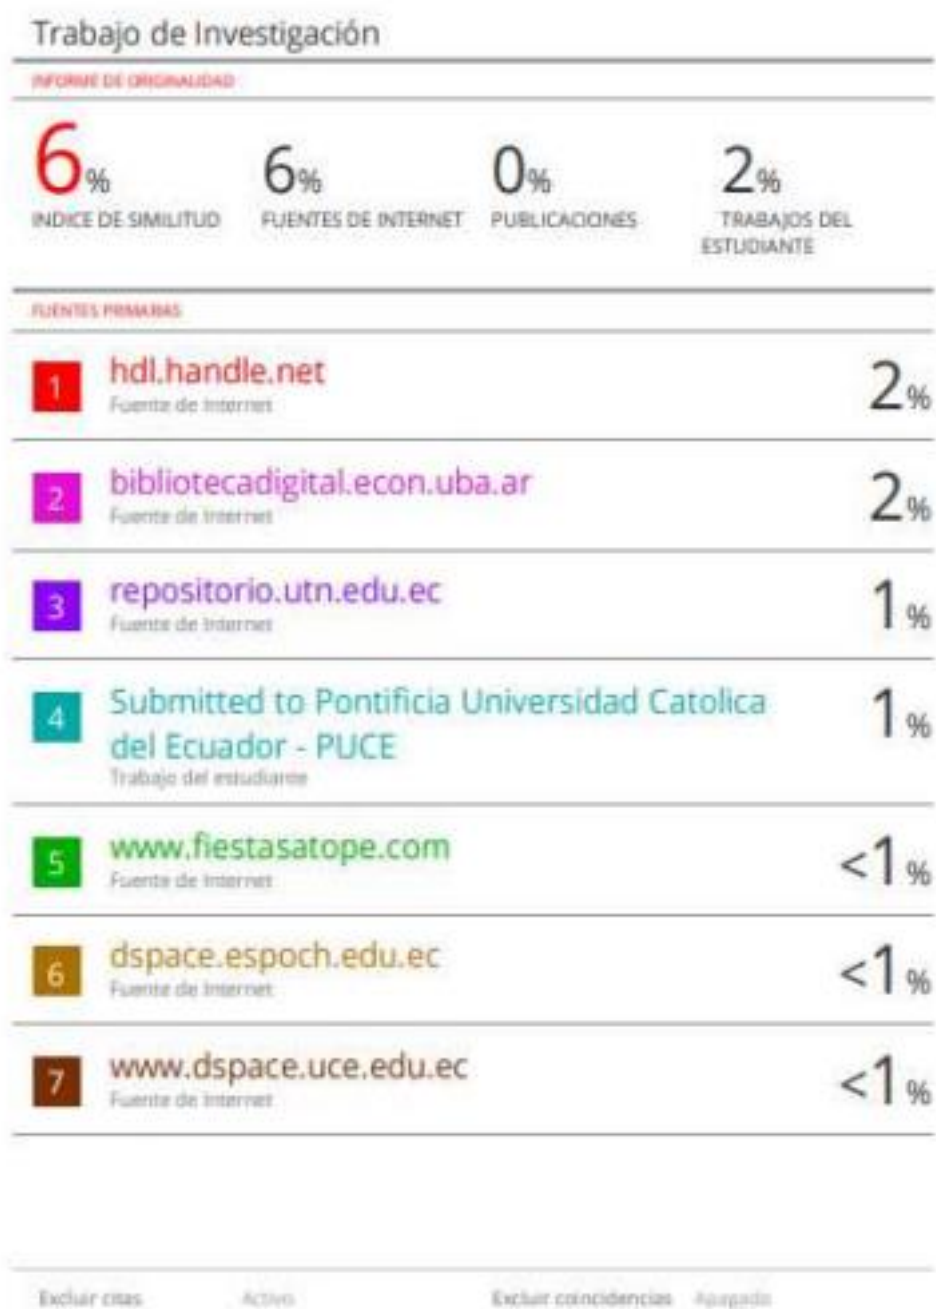 Trabajo de Investigación
INFORME DE ORIGINALIDAD
6%
INDICE DE SIMILITUD
6%
FUENTES DE INTERNET
0%
PUBLICACIONES
2%
TRABAJOS DEL
ESTUDIANTE
FUENTES PRIMARIAS
1 hdl.handle.net 2%
Fuente de Internet
2 bibliotecadigital.econ.uba.ar 2%
Fuente de Internet
3 repositorio.utn.edu.ec 1%
Fuente de Internet
4 Submitted to Pontificia Universidad Catolica 1%
del Ecuador - PUCE
Trabajo del estudiante
5 www.fiestasatope.com <1%
Fuente de Internet
6 dspace.espoch.edu.ec <1%
Fuente de Internet
7 www.dspace.uce.edu.ec <1%
Fuente de Internet
Excluir citas Activo Excluir coincidencias Apagado